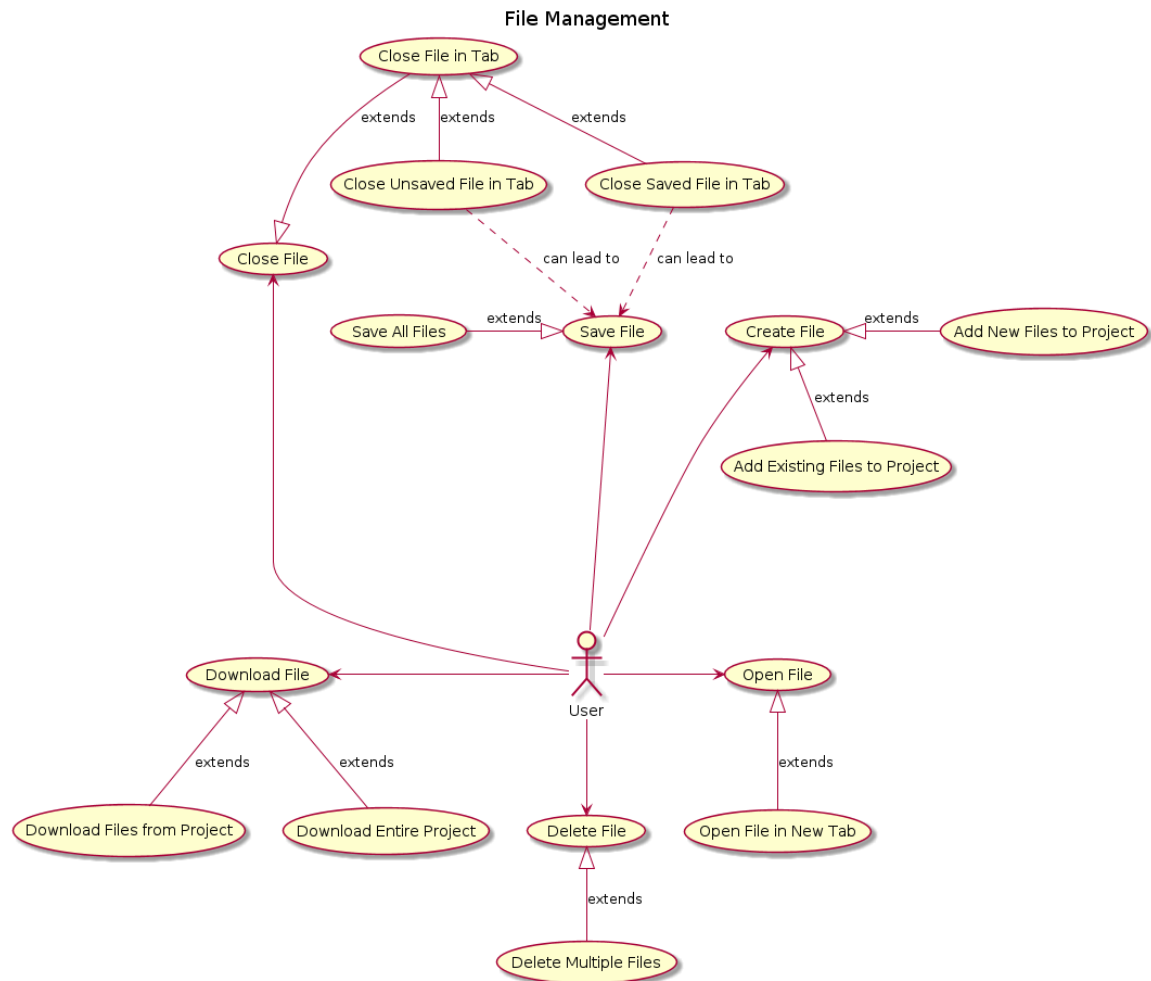 File Management
Close File in Tab
extends
extends
extends
Close Unsaved File in Tab
Close Saved File in Tab
Close File
can lead to
can lead to
Save All Files
extends
Save File
Create File
extends
Add New Files to Project
extends
Add Existing Files to Project
Download File
User
Open File
extends
extends
extends
Download Files from Project
Download Entire Project
Delete File
Open File in New Tab
extends
Delete Multiple Files